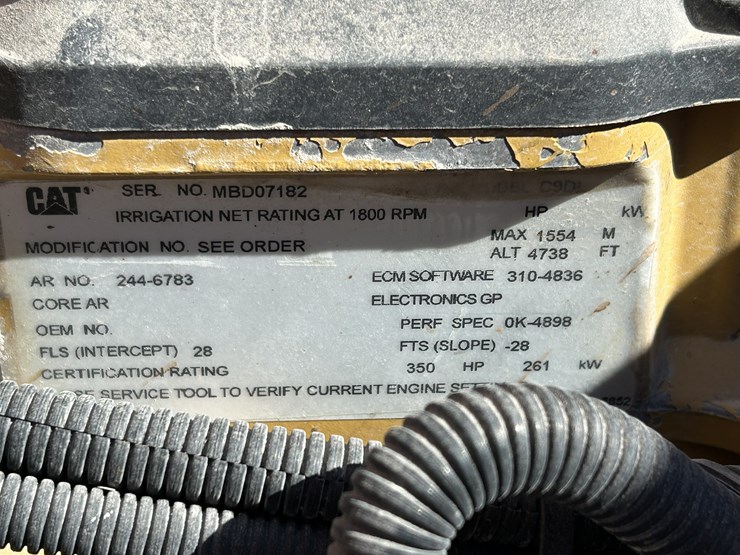 CAT SER. NO. MBD07182 C9DI
IRRIGATION NET RATING AT 1800 RPM HP kW
MODIFICATION NO. SEE ORDER MAX 1554 M
ALT 4738 FT
AR NO. 244-6783 ECM SOFTWARE 310-4836
CORE AR ELECTRONICS GP
OEM NO. PERF SPEC 0K-4898
FLS (INTERCEPT) 28 FTS (SLOPE) -28
CERTIFICATION RATING 350 HP 261 kW
SERVICE TOOL TO VERIFY CURRENT ENGINE